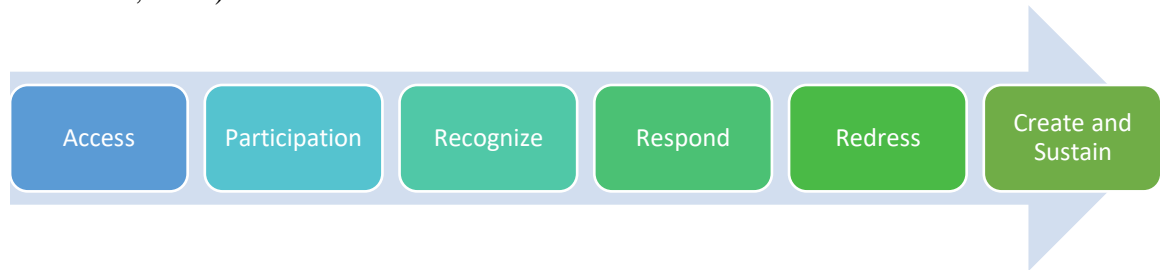 Access
Participation
Recognize
Respond
Redress
Create and
Sustain